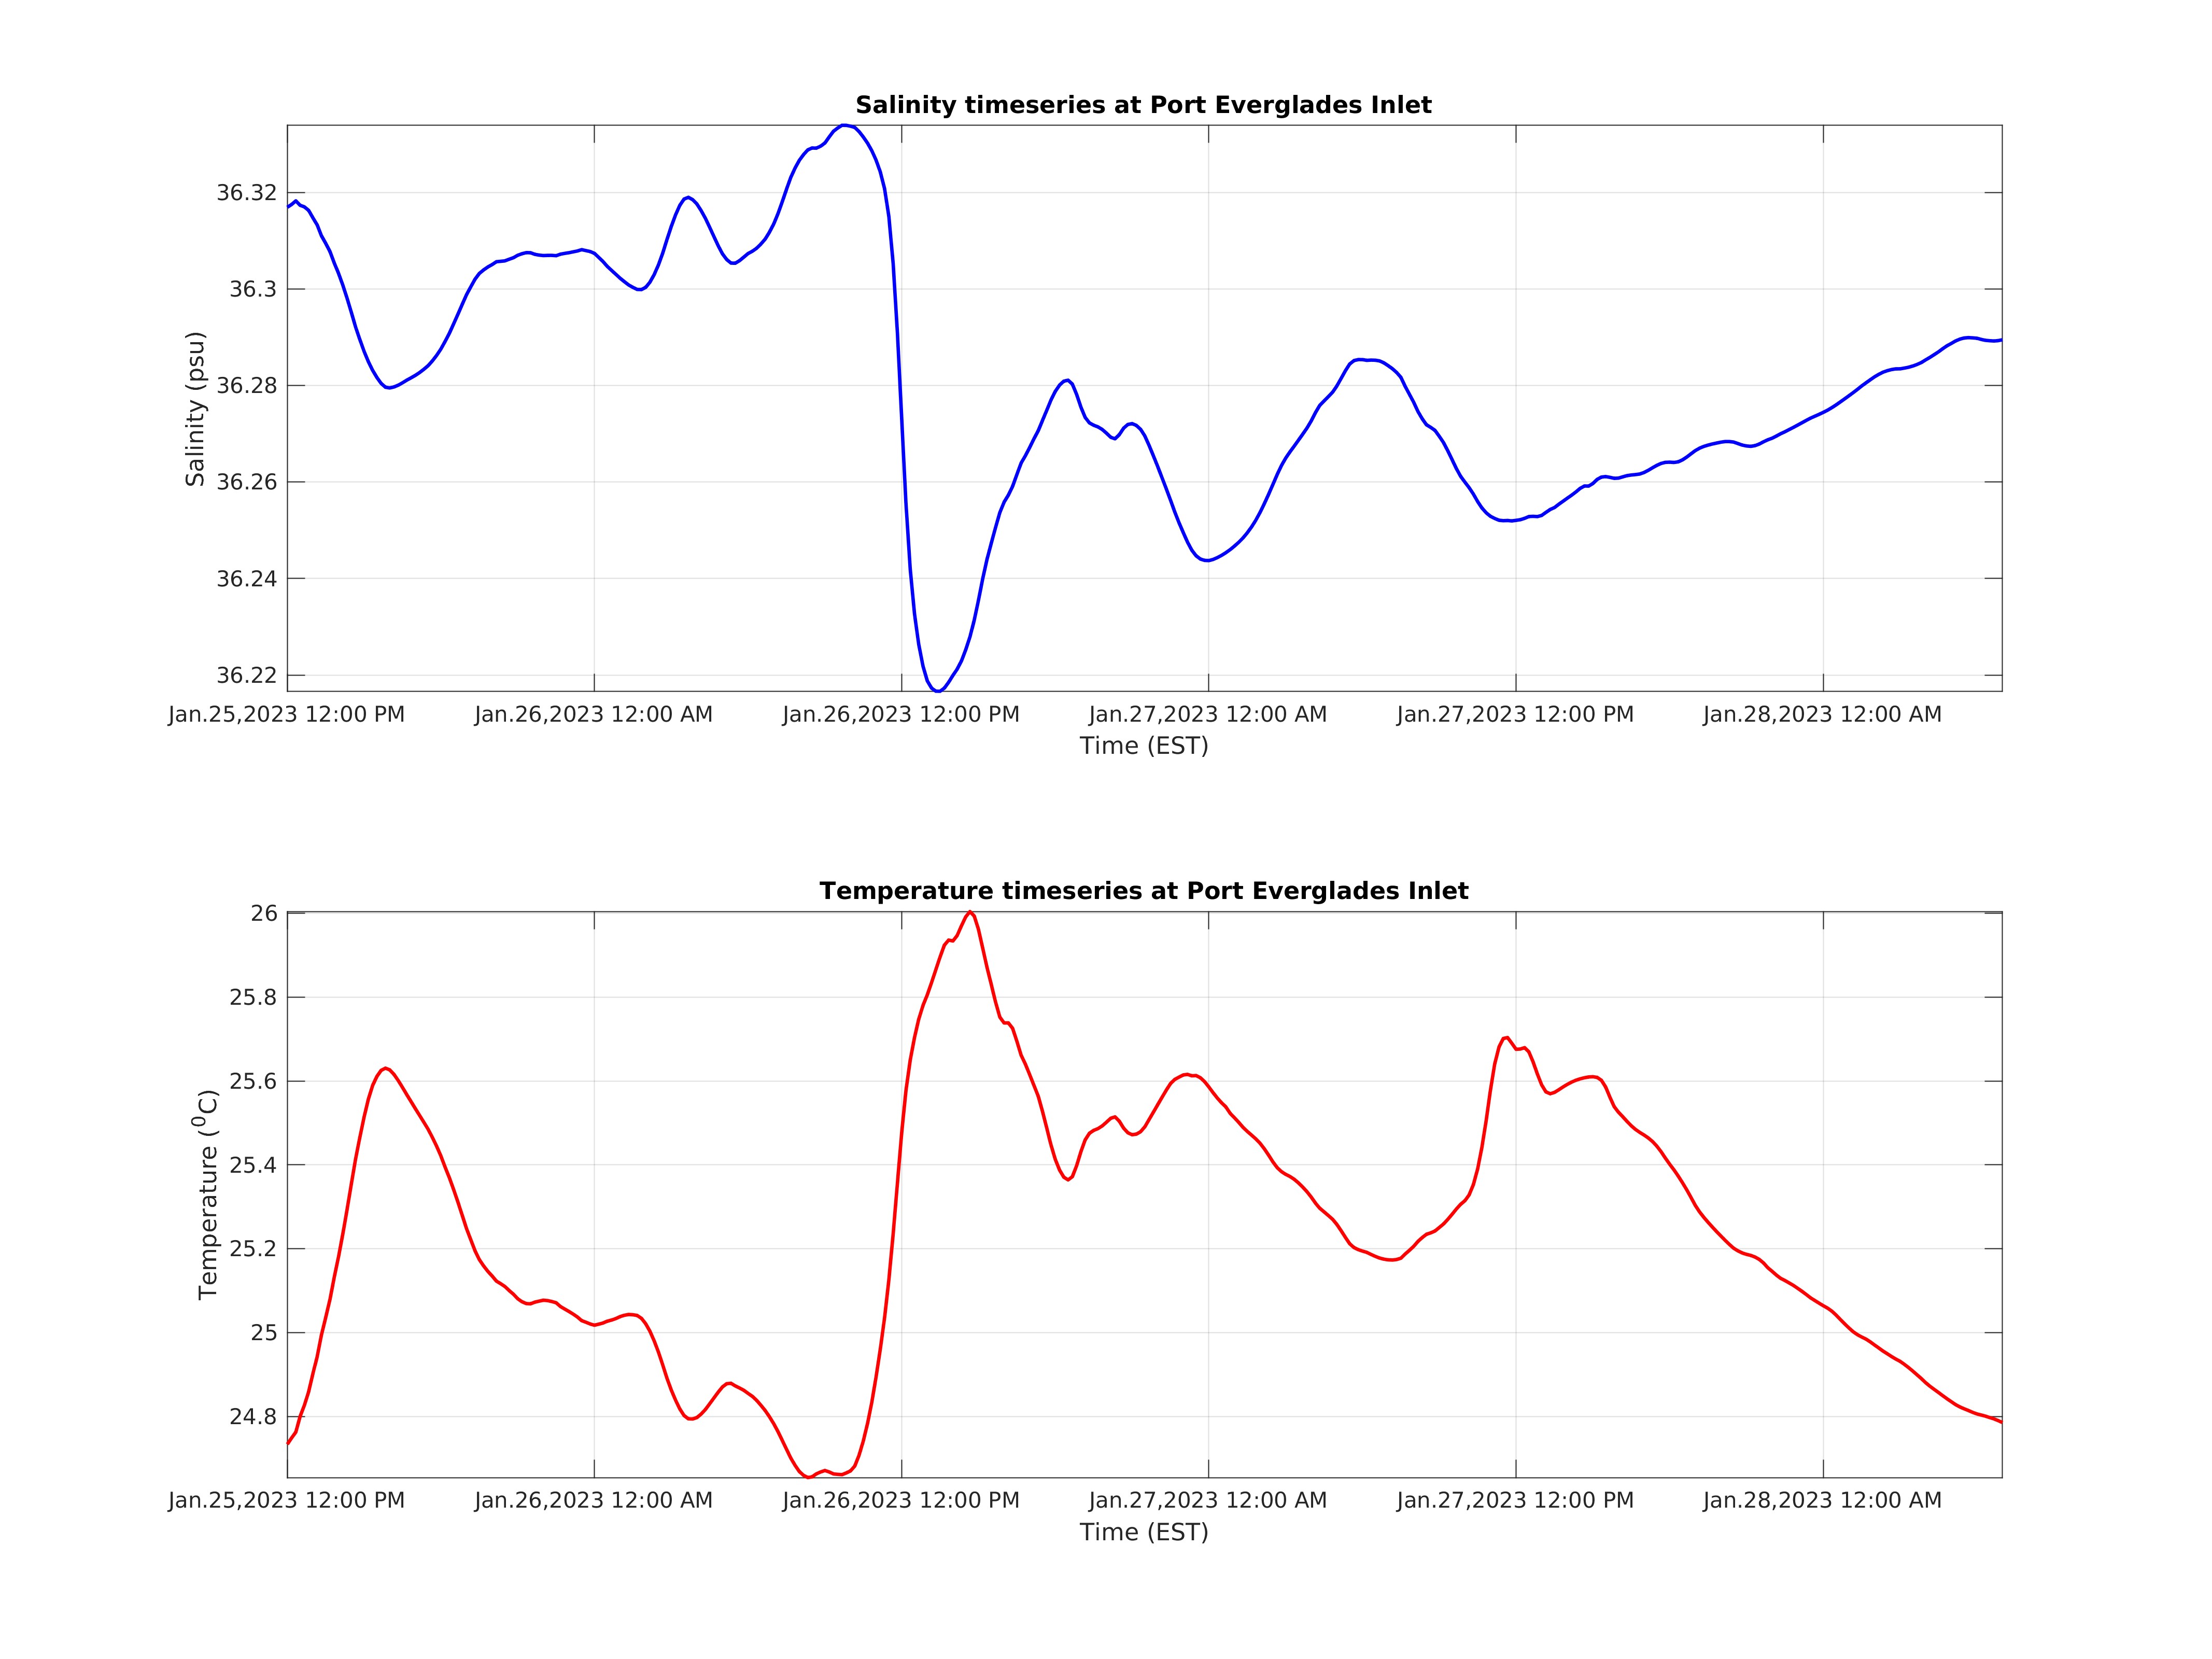 Salinity timeseries at Port Everglades Inlet
36.32
36.3
36.28
36.26
36.24
36.22
Salinity (psu)
Jan.25,2023 12:00 PM Jan.26,2023 12:00 AM Jan.26,2023 12:00 PM Jan.27,2023 12:00 AM Jan.27,2023 12:00 PM Jan.28,2023 12:00 AM
Time (EST)
Temperature timeseries at Port Everglades Inlet
26
25.8
25.6
25.4
25.2
25
24.8
Temperature (⁰C)
Jan.25,2023 12:00 PM Jan.26,2023 12:00 AM Jan.26,2023 12:00 PM Jan.27,2023 12:00 AM Jan.27,2023 12:00 PM Jan.28,2023 12:00 AM
Time (EST)